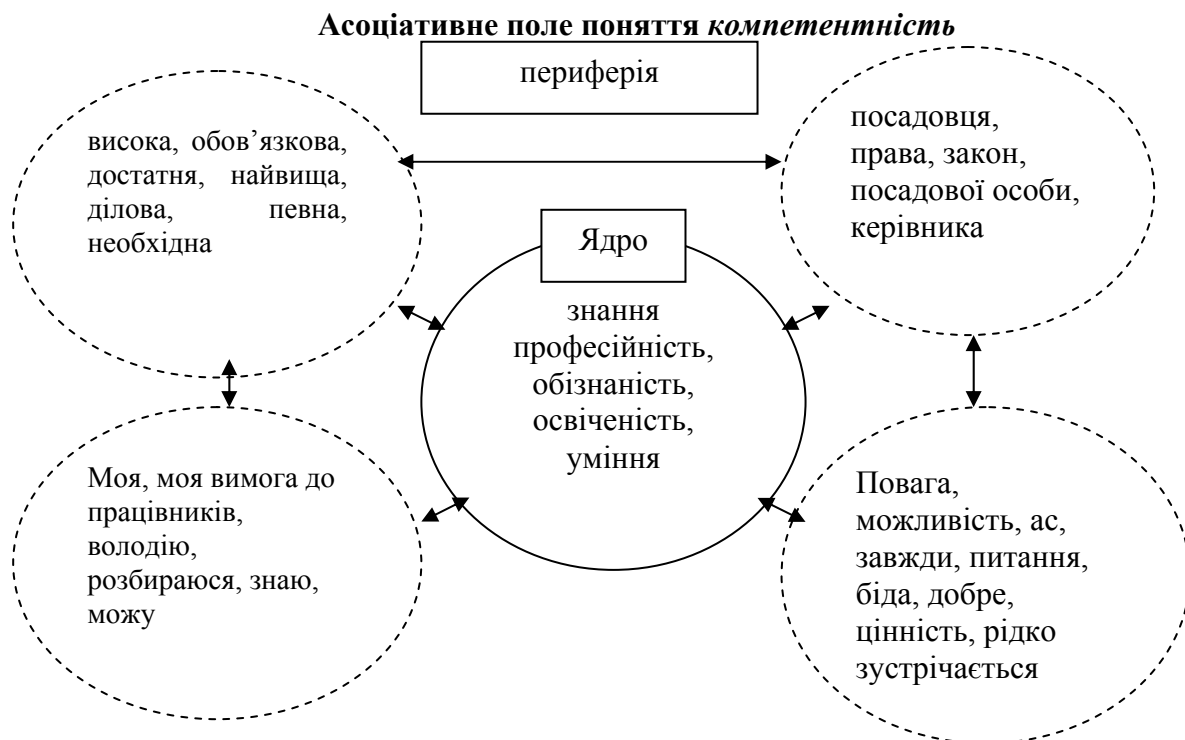 Асоціативне поле поняття компетентність
периферія
висока, обов’язкова,
достатня, найвища,
ділова, певна,
необхідна
посадовця,
права, закон,
посадової особи,
керівника
Ядро
знання
професійність,
обізнаність,
освіченість,
уміння
Моя, моя вимога до
працівників,
володію,
розбираюся, знаю,
можу
Повага,
можливість, ас,
завжди, питання,
біда, добре,
цінність, рідко
зустрічається